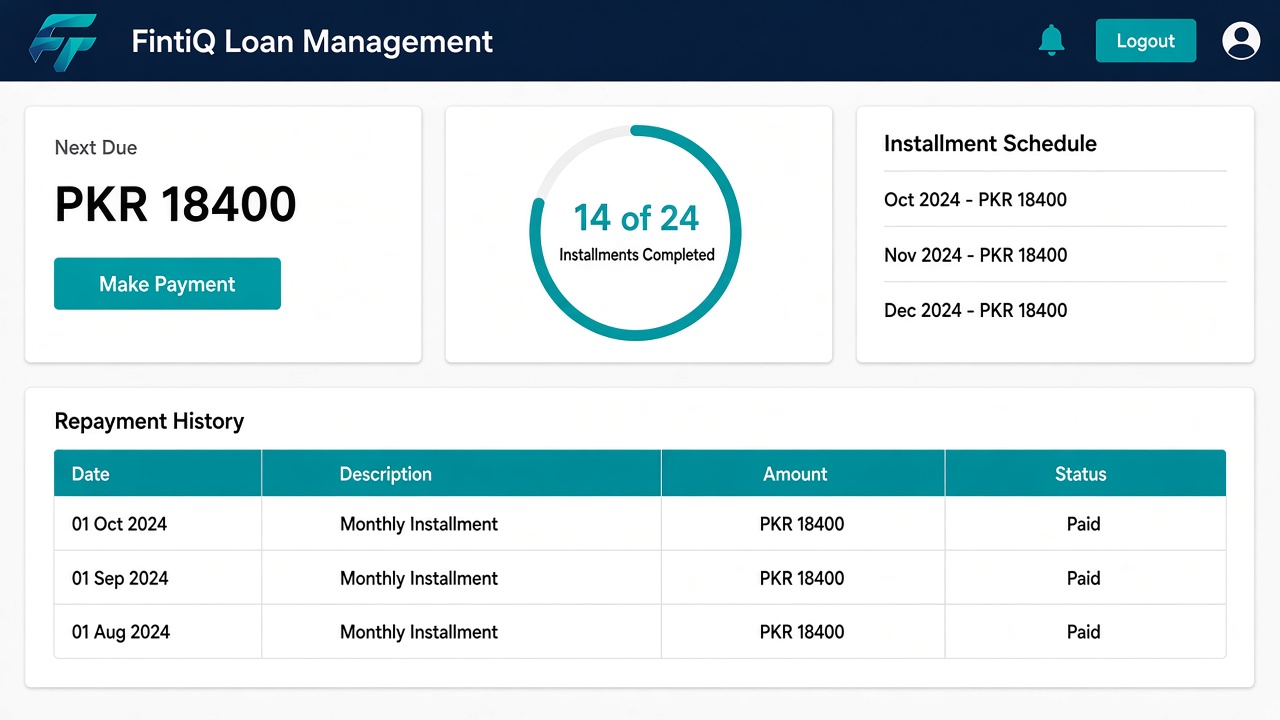 FintiQ Loan Management
Logout
Next Due
PKR 18400
Make Payment
14 of 24
Installments Completed
Installment Schedule
Oct 2024 - PKR 18400
Nov 2024 - PKR 18400
Dec 2024 - PKR 18400
Repayment History
Date Description Amount Status
01 Oct 2024 Monthly Installment PKR 18400 Paid
01 Sep 2024 Monthly Installment PKR 18400 Paid
01 Aug 2024 Monthly Installment PKR 18400 Paid